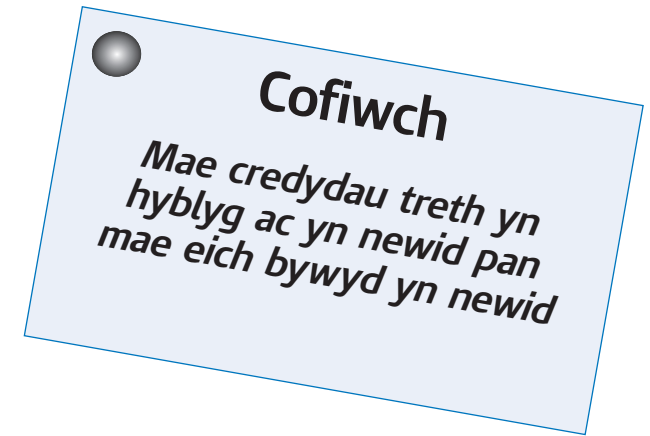 Cofiwch
Mae credydau treth yn
hyblyg ac yn newid pan
mae eich bywyd yn newid